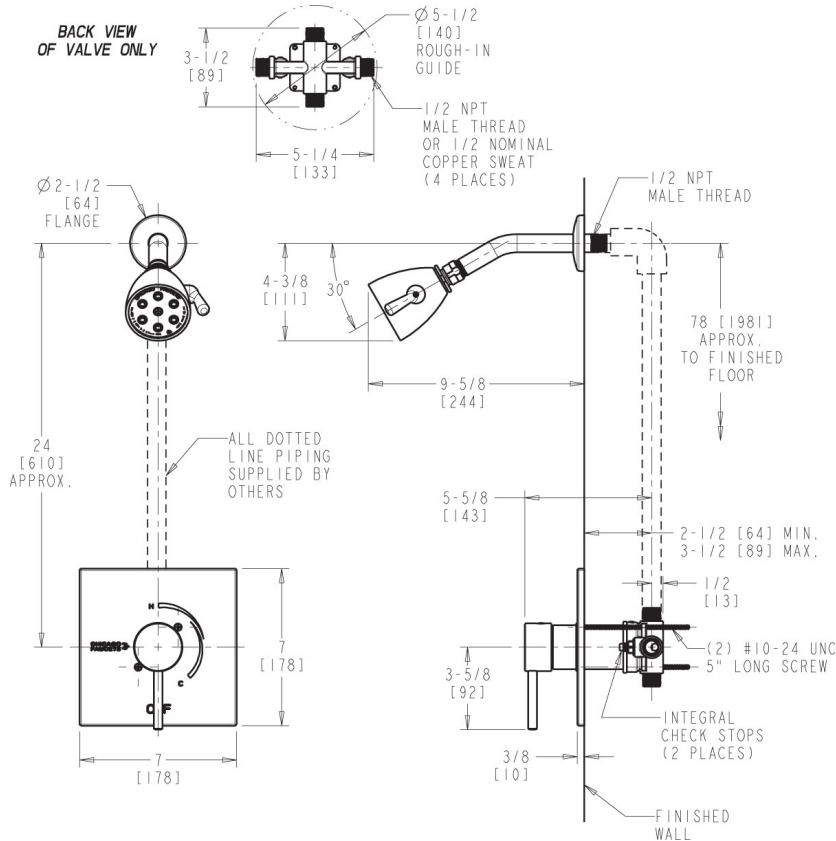 BACK VIEW
OF VALVE ONLY
3-1/2
[89]
Ø5-1/2
[140]
ROUGH-IN
GUIDE
5-1/4
[133]
1/2 NPT
MALE THREAD
OR 1/2 NOMINAL
COPPER SWEAT
(4 PLACES)
Ø2-1/2
[64]
FLANGE
1/2 NPT
MALE THREAD
4-3/8
[111]
30°
78 [1981]
APPROX.
TO FINISHED
FLOOR
9-5/8
[244]
24
[610]
APPROX.
ALL DOTTED
LINE PIPING
SUPPLIED BY
OTHERS
5-5/8
[143]
2-1/2 [64] MIN.
3-1/2 [89] MAX.
1/2
[13]
H
CHICAGO
FAUCETS
C
OFF
7
[178]
7
[178]
3-5/8
[92]
(2) #10-24 UNC
5" LONG SCREW
INTEGRAL
CHECK STOPS
(2 PLACES)
3/8
[10]
FINISHED
WALL